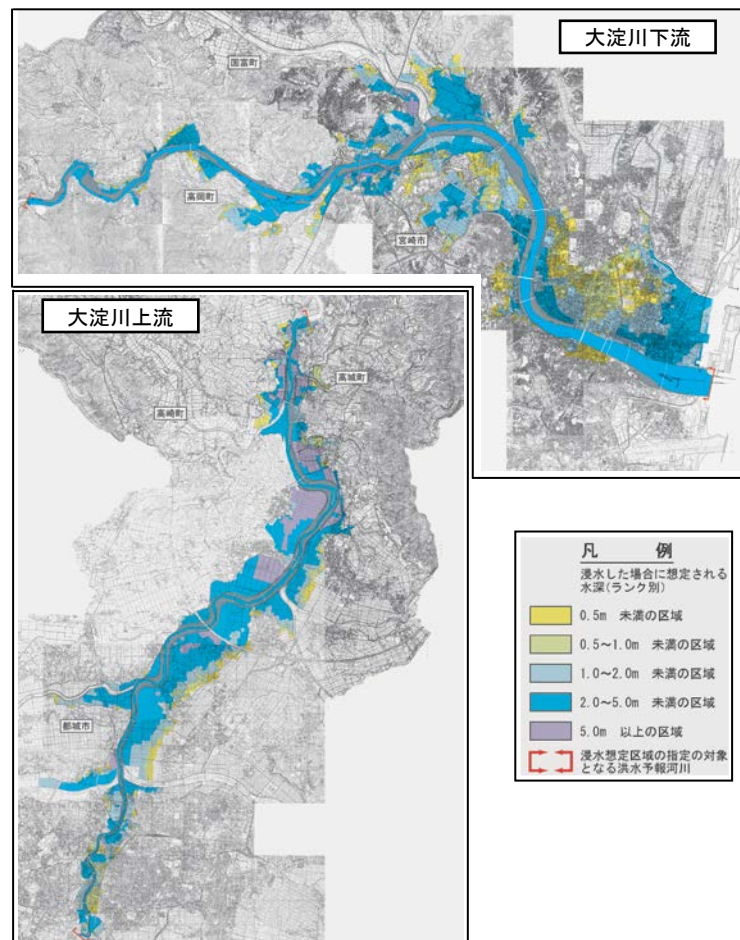 大淀川下流
国富町
高岡町
宮崎市
大淀川上流
高城町
高崎町
都城市
凡 例
浸水した場合に想定される
水深(ランク別)
0.5m 未満の区域
0.5~1.0m 未満の区域
1.0~2.0m 未満の区域
2.0~5.0m 未満の区域
5.0m 以上の区域
浸水想定区域の指定の対象
となる洪水予報河川